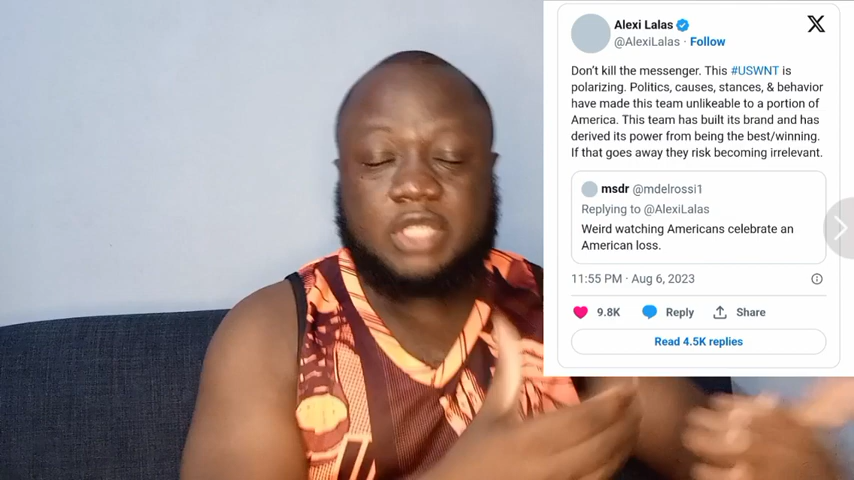 Alexi Lalas
@AlexiLalas · Follow
Don't kill the messenger. This #USWNT is
polarizing. Politics, causes, stances, & behavior
have made this team unlikeable to a portion of
America. This team has built its brand and has
derived its power from being the best/winning.
If that goes away they risk becoming irrelevant.
msdr @mdelrossi1
Replying to @AlexiLalas
Weird watching Americans celebrate an
American loss.
11:55 PM · Aug 6, 2023
9.8K Reply Share
Read 4.5K replies